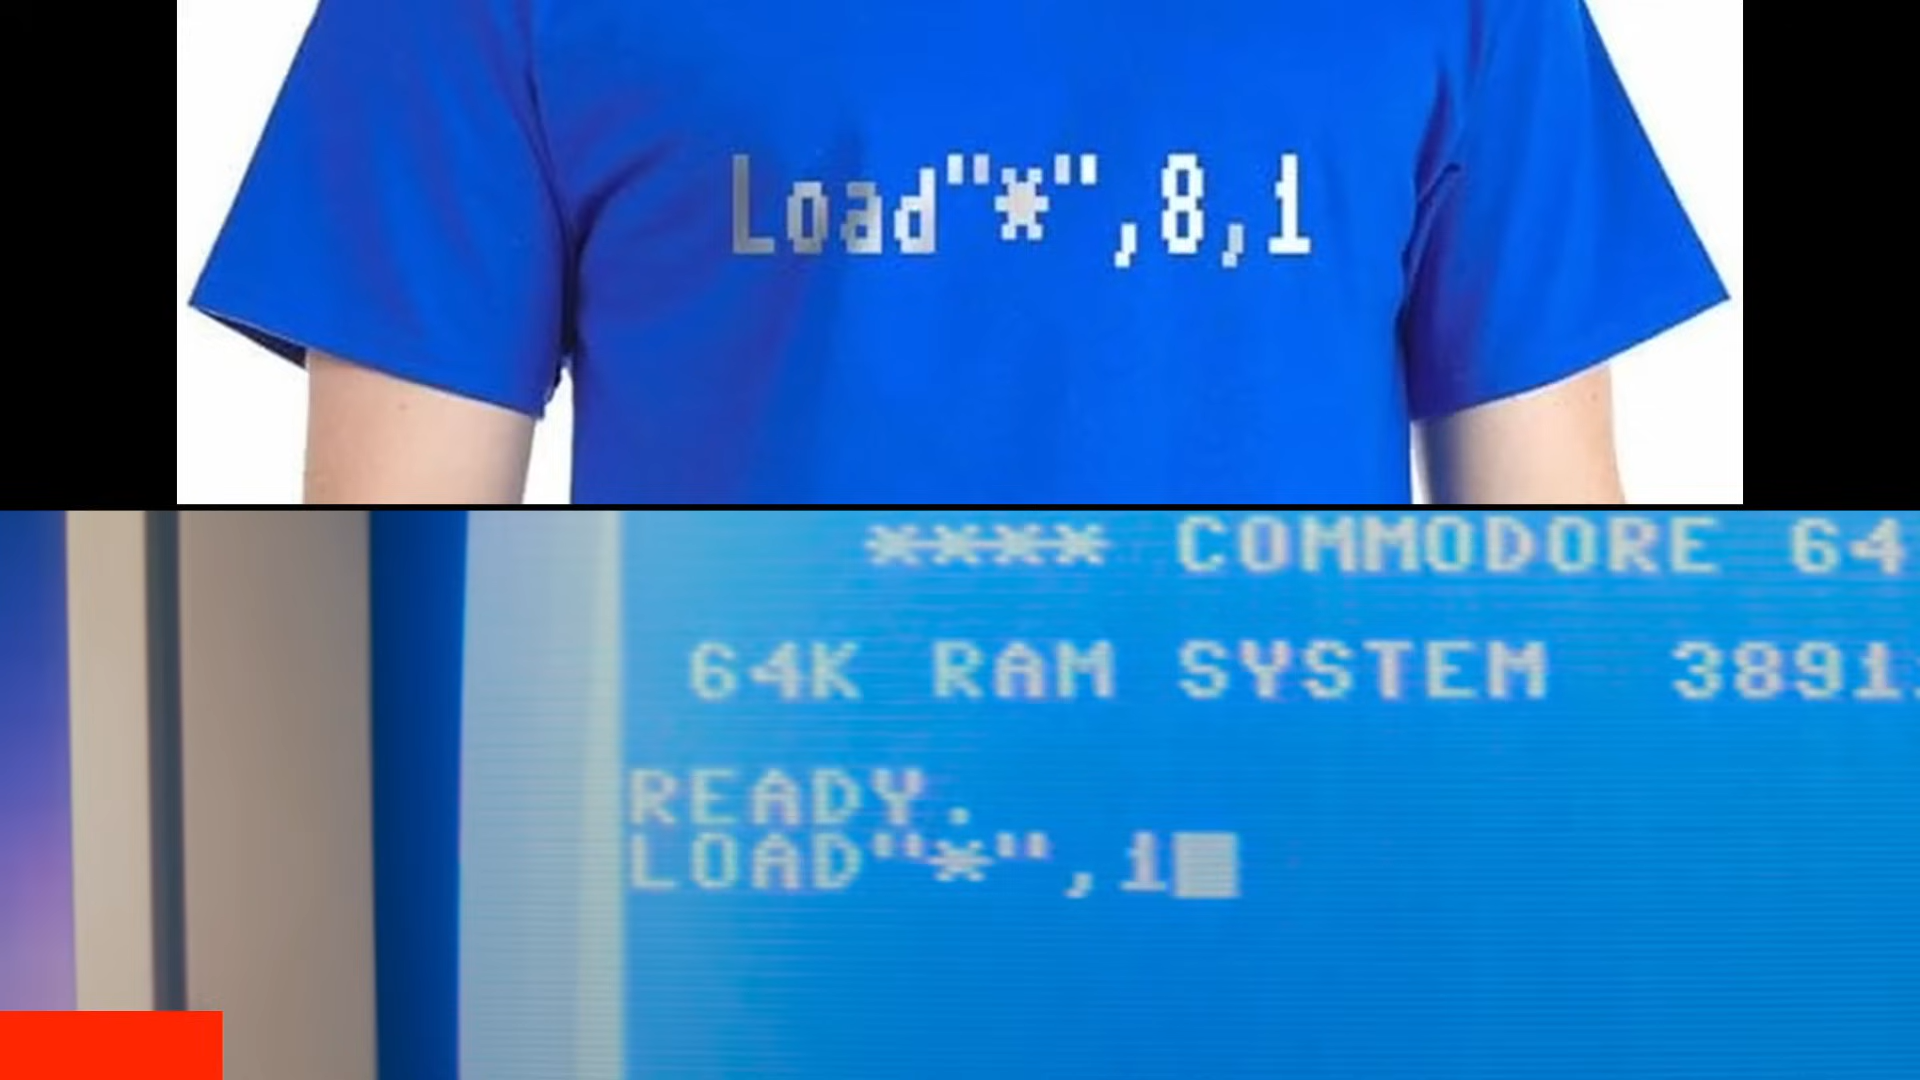 Load"*",8,1
**** COMMODORE 64
64K RAM SYSTEM 3891
READY.
LOAD"*",1